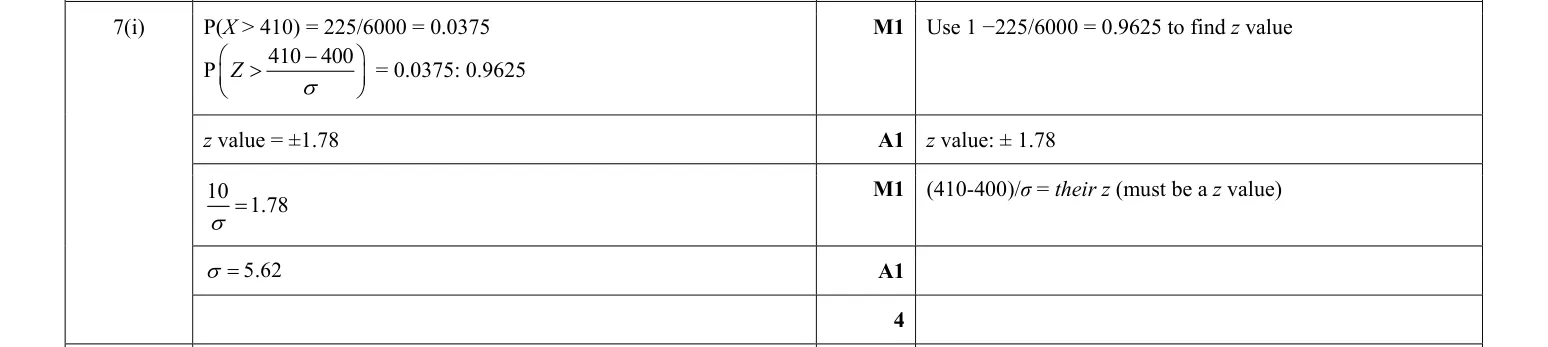 7(i)
P(X > 410) = 225/6000 = 0.0375
M1
Use 1 −225/6000 = 0.9625 to find z value
P(Z > (410 − 400)/σ) = 0.0375: 0.9625
z value = ±1.78
A1
z value: ± 1.78
10/σ = 1.78
M1
(410-400)/σ = their z (must be a z value)
σ = 5.62
A1
4